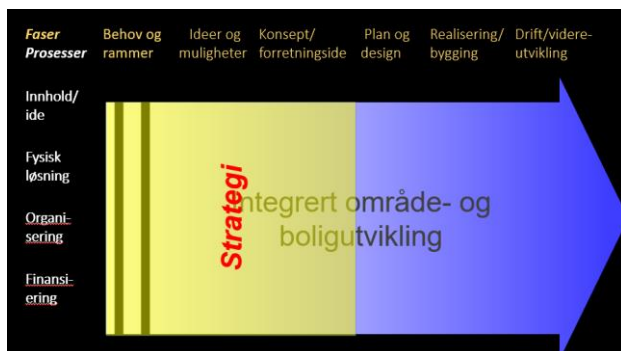 Faser
Prosesser
Behov og
rammer
Ideer og
muligheter
Konsept/
forretningside
Plan og
design
Realisering/
bygging
Drift/videre-
utvikling
Innhold/
ide
Fysisk
løsning
Organi-
sering
Finansi-
ering
Strategi
Integrert område- og
boligutvikling